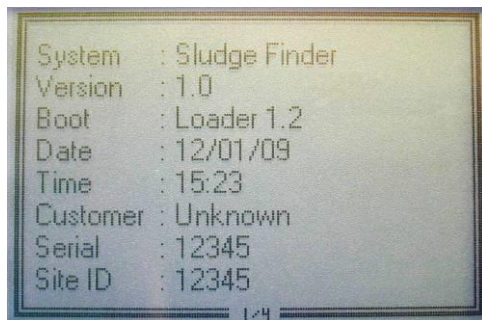 System : Sludge Finder
Version : 1.0
Boot : Loader 1.2
Date : 12/01/09
Time : 15:23
Customer : Unknown
Serial : 12345
Site ID : 12345
1/4